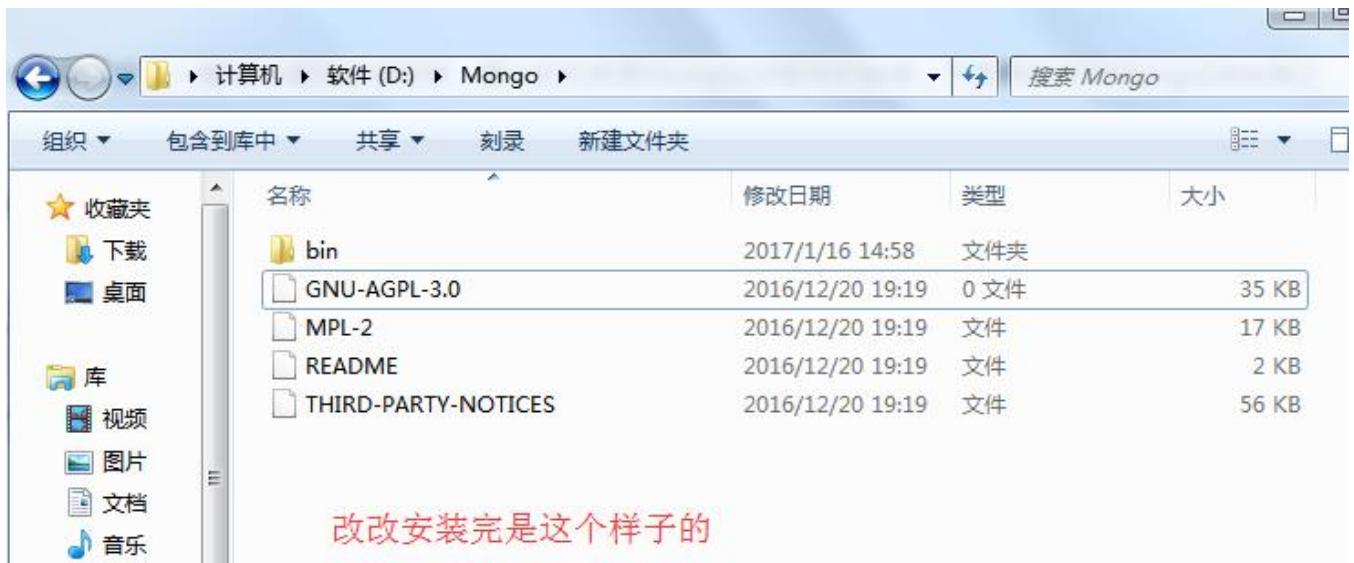 计算机 软件 (D:) Mongo 搜索 Mongo
组织 包含到库中 共享 刻录 新建文件夹
名称 修改日期 类型 大小
收藏夹
下载
桌面
库
视频
图片
文档
音乐
bin 2017/1/16 14:58 文件夹
GNU-AGPL-3.0 2016/12/20 19:19 0 文件 35 KB
MPL-2 2016/12/20 19:19 文件 17 KB
README 2016/12/20 19:19 文件 2 KB
THIRD-PARTY-NOTICES 2016/12/20 19:19 文件 56 KB
改改安装完是这个样子的